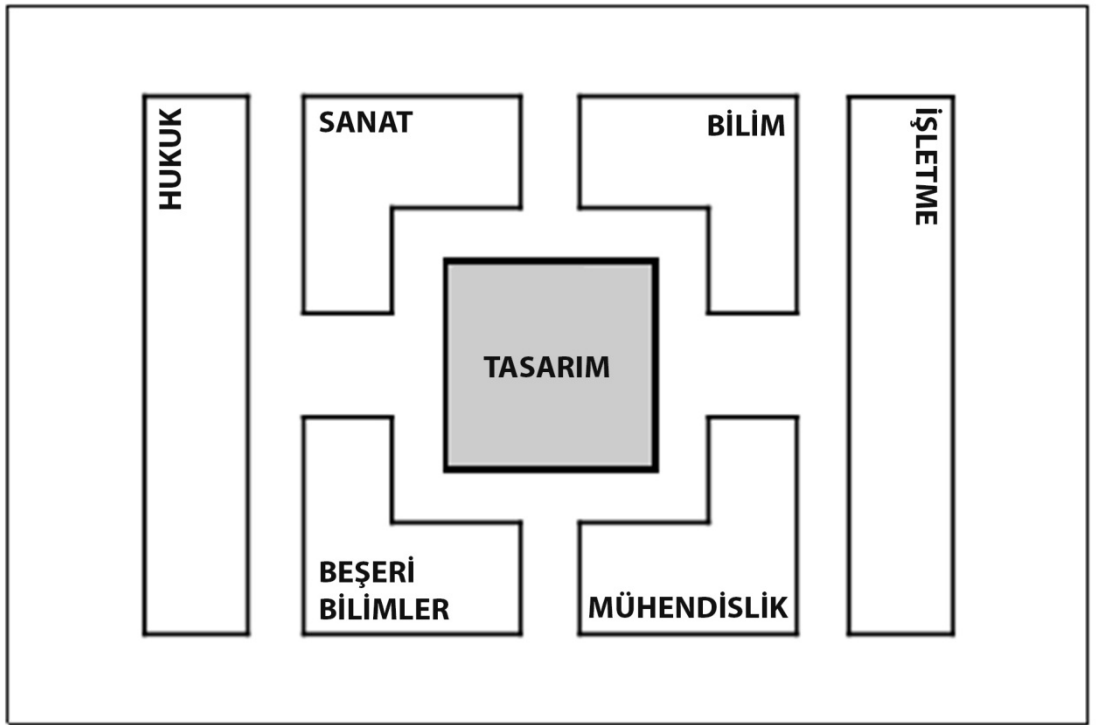 HUKUK
SANAT
BİLİM
İŞLETME
TASARIM
BEŞERİ
BİLİMLER
MÜHENDİSLİK